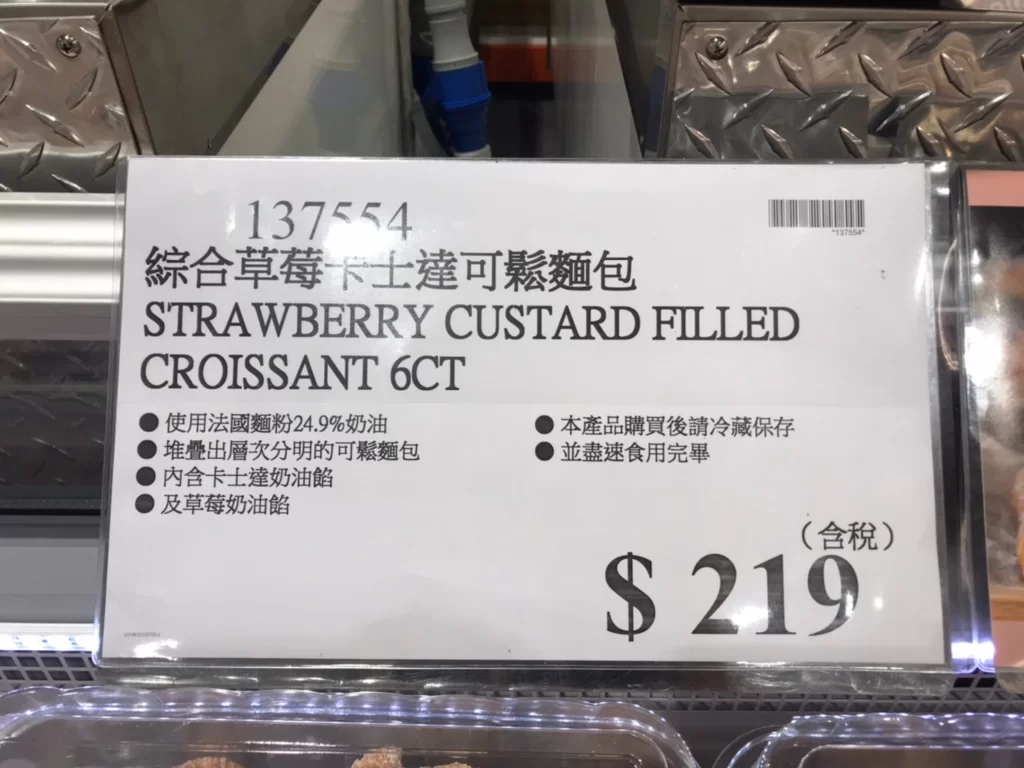 137554
*137554*
綜合草莓卡士達可鬆麵包
STRAWBERRY CUSTARD FILLED
CROISSANT 6CT
● 使用法國麵粉24.9%奶油
● 堆疊出層次分明的可鬆麵包
● 內含卡士達奶油餡
● 及草莓奶油餡
● 本產品購買後請冷藏保存
● 並盡速食用完畢
（含稅）
$ 219